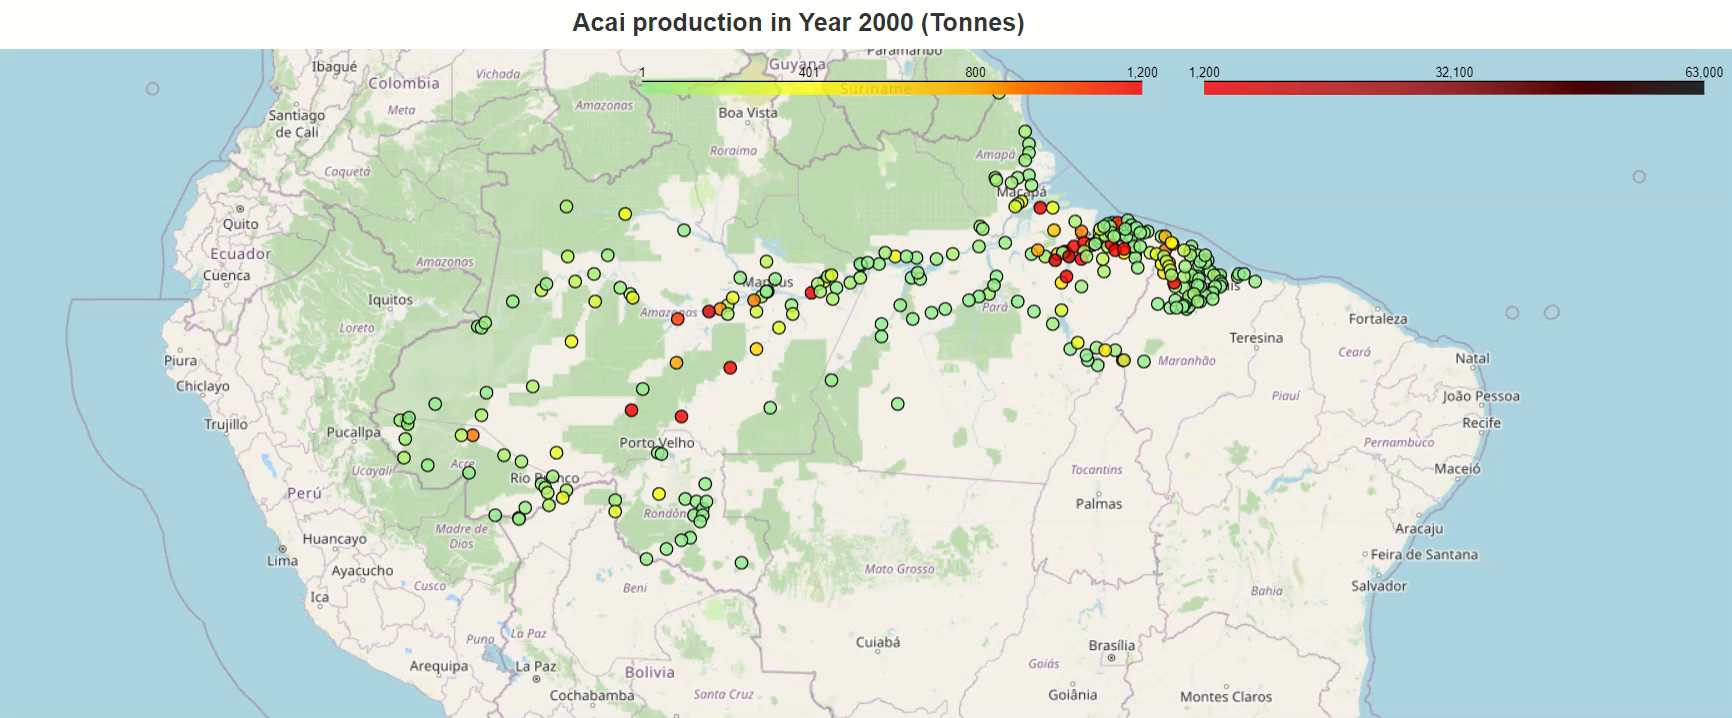 Acai production in Year 2000 (Tonnes)
Paramaribo
Ibagué
Guyana
Vichada
1
401
800
1,200
1,200
32,100
63,000
Colombia
Suriname
Meta
Amazonas
Santiago
de Cali
Boa Vista
Roraima
Amapá
Caquetá
Macapá
Quito
Ecuador
Amazonas
Cuenca
Manaus
Iquitos
Amazonas
Pará
Loreto
Fortaleza
Teresina
Piura
Maranhão
Ceará
Natal
Chiclayo
Piauí
João Pessoa
Trujillo
Recife
Pucallpa
Porto Velho
Pernambuco
Ucayali
Acre
Tocantins
Maceió
Rio Branco
Perú
Palmas
Rondôn
Madre de
Dios
Aracaju
Huancayo
Feira de Santana
Lima
Ayacucho
Mato Grosso
Cusco
Beni
Bahia
Salvador
Ica
Puno
La Paz
Cuiabá
Brasília
Arequipa
La Paz
Bolivia
Goiás
Cochabamba
Santa Cruz
Goiânia
Montes Claros